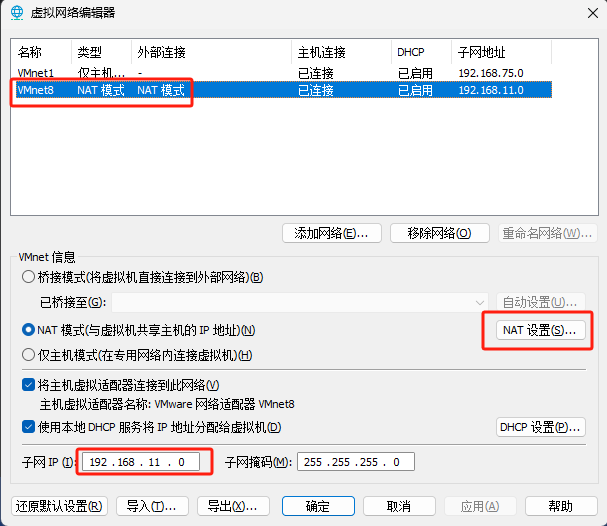 虚拟网络编辑器
名称 类型 外部连接 主机连接 DHCP 子网地址
VMnet1 仅主机... - 已连接 已启用 192.168.75.0
VMnet8 NAT 模式 NAT 模式 已连接 已启用 192.168.11.0
添加网络(E)... 移除网络(O) 重命名网络(W)...
VMnet 信息
桥接模式(将虚拟机直接连接到外部网络)(B)
已桥接至(G): 自动设置(U)...
NAT 模式(与虚拟机共享主机的 IP 地址)(N) NAT 设置(S)...
仅主机模式(在专用网络内连接虚拟机)(H)
将主机虚拟适配器连接到此网络(V)
主机虚拟适配器名称: VMware 网络适配器 VMnet8
使用本地 DHCP 服务将 IP 地址分配给虚拟机(D) DHCP 设置(P)...
子网 IP (I): 192 . 168 . 11 . 0 子网掩码(M): 255 . 255 . 255 . 0
还原默认设置(R) 导入(T)... 导出(X)... 确定 取消 应用(A) 帮助